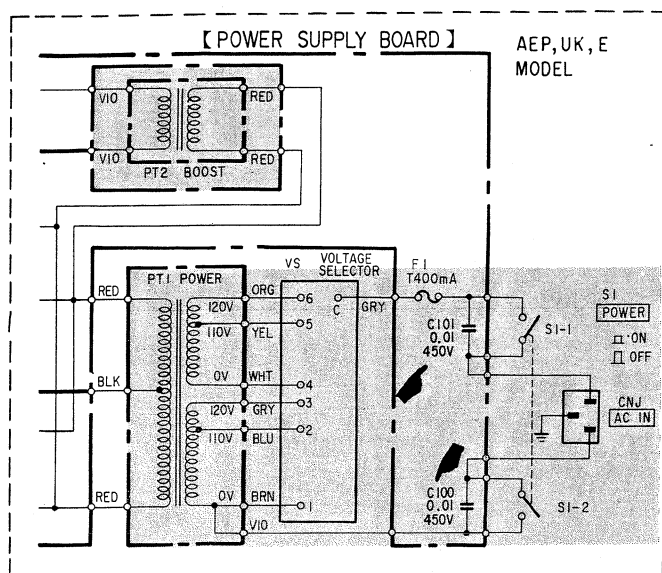 【POWER SUPPLY BOARD】
AEP, UK, E
MODEL
VIO
RED
VIO
RED
PT2 BOOST
RED
PT1 POWER
120V
ORG
6
VS
VOLTAGE
SELECTOR
C
GRY
F1
T400mA
110V
YEL
5
C101
0.01
450V
S1-1
S1
POWER
ON
OFF
BLK
0V
WHT
4
120V
GRY
3
110V
BLU
2
CNJ
AC IN
RED
0V
BRN
1
VIO
C100
0.01
450V
S1-2